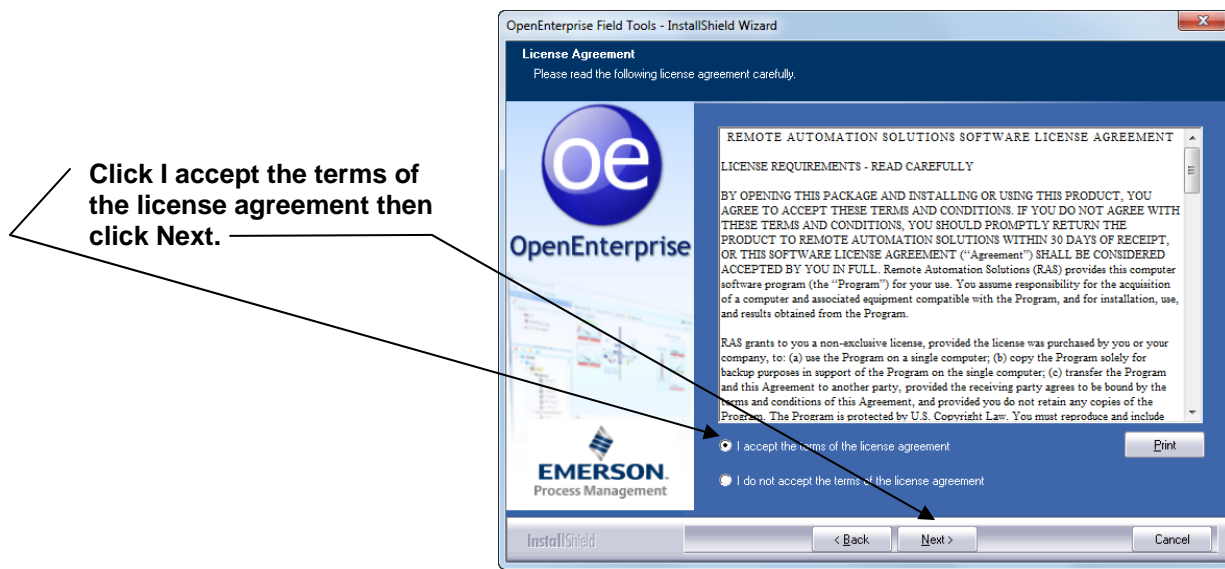 OpenEnterprise Field Tools - InstallShield Wizard
License Agreement
Please read the following license agreement carefully.
Click I accept the terms of
the license agreement then
click Next.
oe
OpenEnterprise
EMERSON.
Process Management
REMOTE AUTOMATION SOLUTIONS SOFTWARE LICENSE AGREEMENT
LICENSE REQUIREMENTS - READ CAREFULLY
BY OPENING THIS PACKAGE AND INSTALLING OR USING THIS PRODUCT, YOU
AGREE TO ACCEPT THESE TERMS AND CONDITIONS. IF YOU DO NOT AGREE WITH
THESE TERMS AND CONDITIONS, YOU SHOULD PROMPTLY RETURN THE
PRODUCT TO REMOTE AUTOMATION SOLUTIONS WITHIN 30 DAYS OF RECEIPT,
OR THIS SOFTWARE LICENSE AGREEMENT (“Agreement”) SHALL BE CONSIDERED
ACCEPTED BY YOU IN FULL. Remote Automation Solutions (RAS) provides this computer
software program (the “Program”) for your use. You assume responsibility for the acquisition
of a computer and associated equipment compatible with the Program, and for installation, use,
and results obtained from the Program.
RAS grants to you a non-exclusive license, provided the license was purchased by you or your
company, to: (a) use the Program on a single computer; (b) copy the Program solely for
backup purposes in support of the Program on the single computer; (c) transfer the Program
and this Agreement to another party, provided the receiving party agrees to be bound by the
terms and conditions of this Agreement, and provided you do not retain any copies of the
Program. The Program is protected by U.S. Copyright Law. You must reproduce and include
I accept the terms of the license agreement
Print
I do not accept the terms of the license agreement
InstallShield
< Back
Next >
Cancel